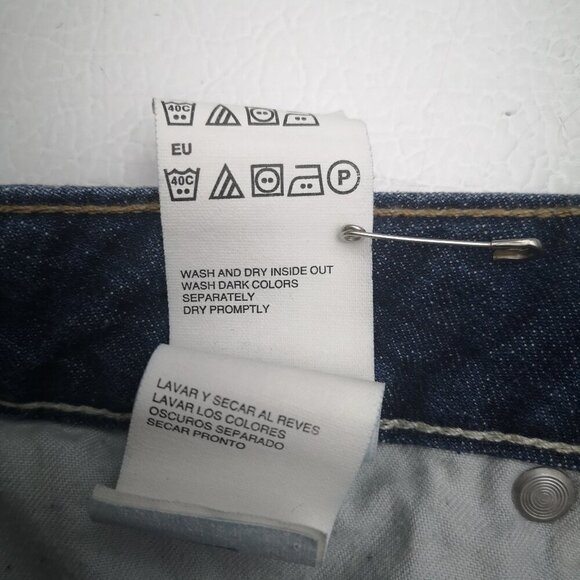 40C
EU
40C P
WASH AND DRY INSIDE OUT
WASH DARK COLORS
SEPARATELY
DRY PROMPTLY
LAVAR Y SECAR AL REVES
LAVAR LOS COLORES
OSCUROS SEPARADO
SECAR PRONTO